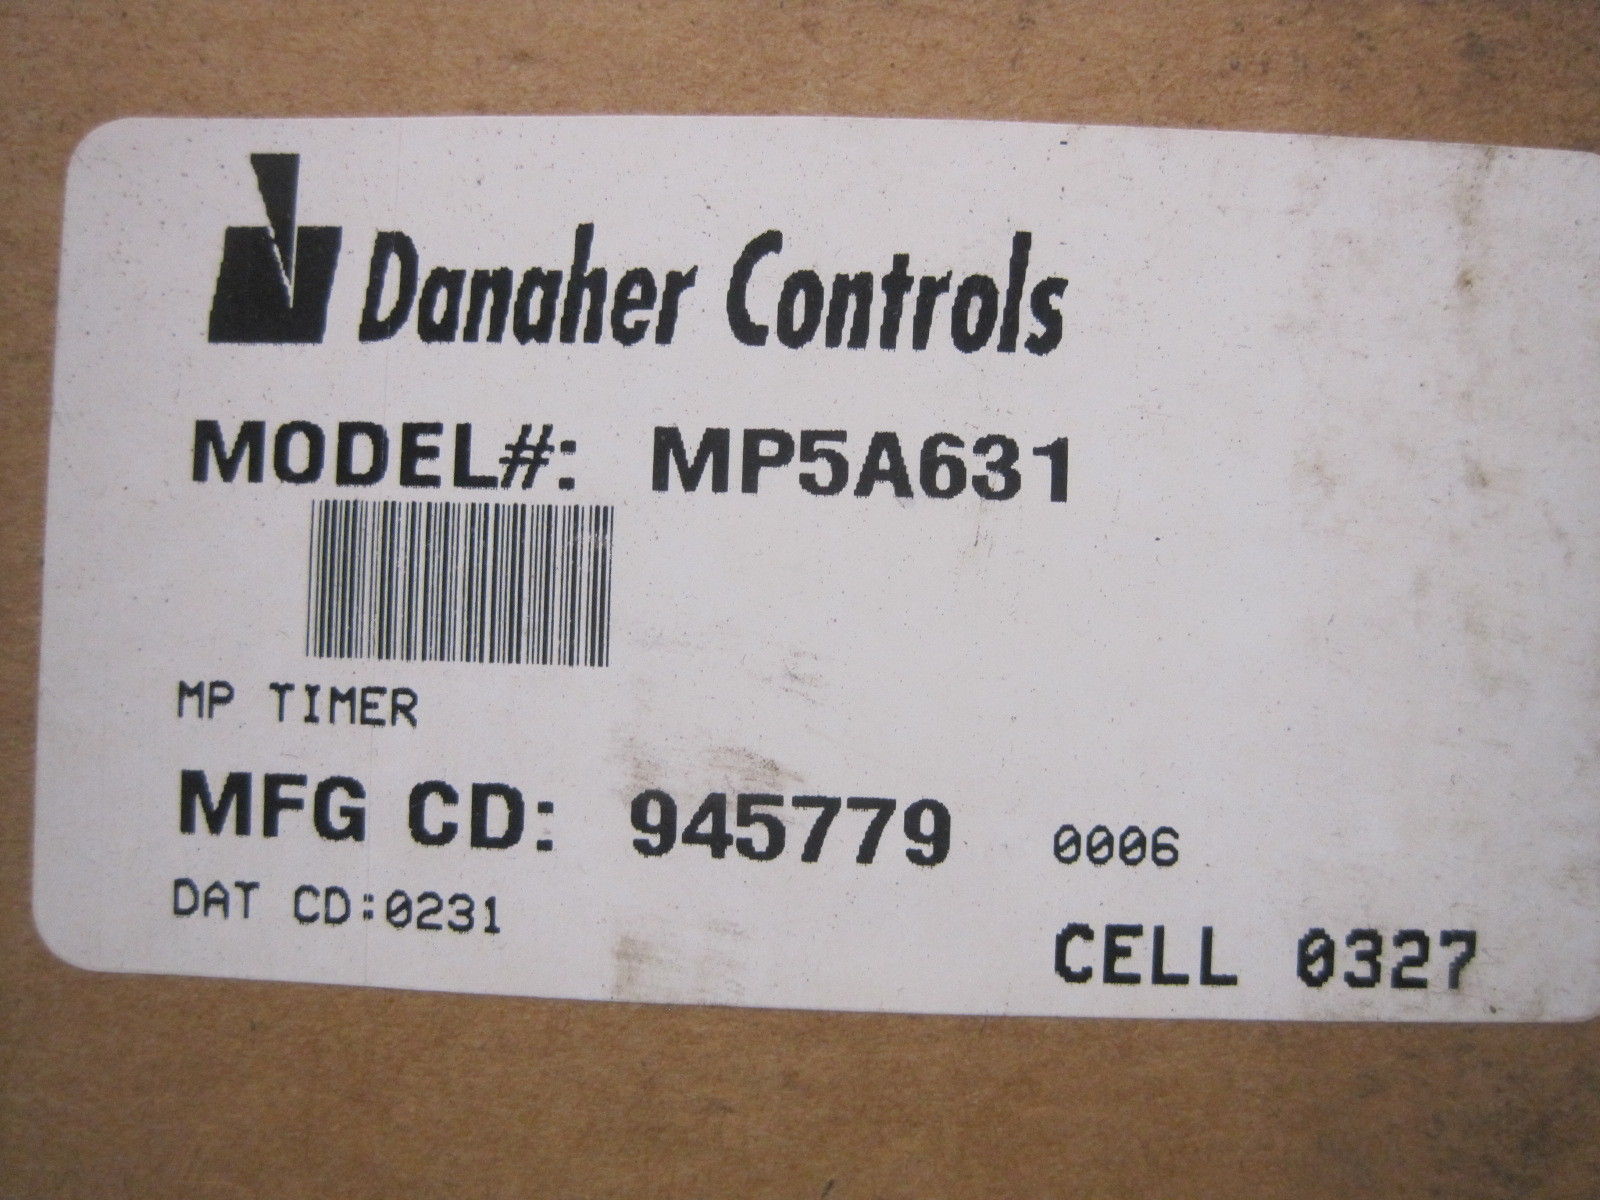 Danaher Controls
MODEL#: MP5A631
MP TIMER
MFG CD: 945779 0006
DAT CD:0231
CELL 0327